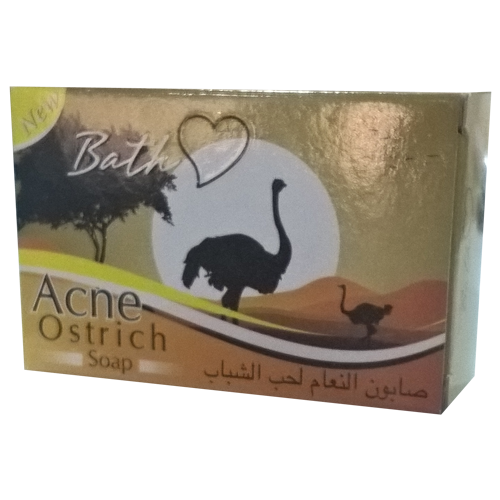 New
Bath
Acne
Ostrich
Soap
صابون النعام لحب الشباب